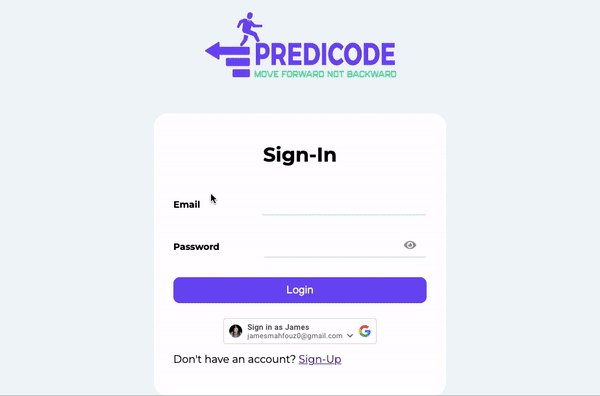 PREDICODE
MOVE FORWARD NOT BACKWARD
Sign-In
Email
Password
Login
Sign in as James
jamesmahfouz0@gmail.com
Don't have an account? Sign-Up